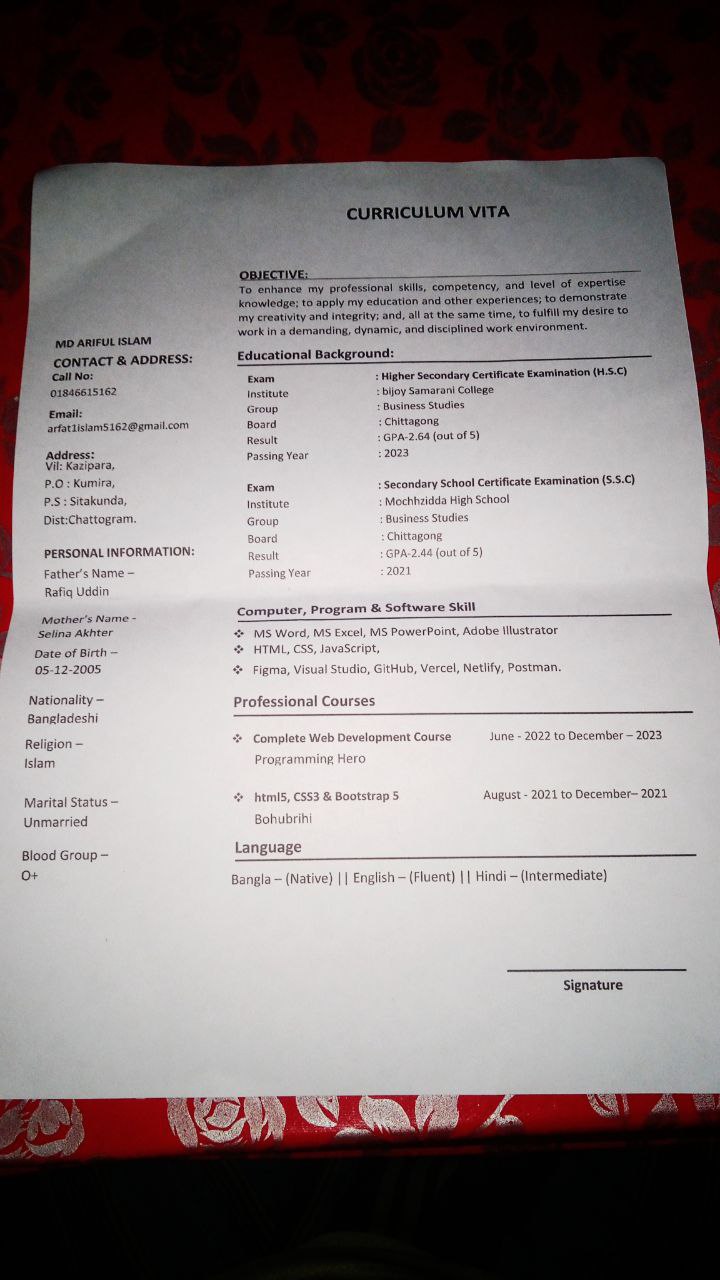 CURRICULUM VITA
MD ARIFUL ISLAM
CONTACT & ADDRESS:
Call No:
01846615162
Email:
arfat1islam5162@gmail.com
Address:
Vil: Kazipara,
P.O : Kumira,
P.S : Sitakunda,
Dist:Chattogram.
PERSONAL INFORMATION:
Father's Name –
Rafiq Uddin
Mother's Name -
Selina Akhter
Date of Birth –
05-12-2005
Nationality –
Bangladeshi
Religion –
Islam
Marital Status –
Unmarried
Blood Group –
O+
OBJECTIVE:
To enhance my professional skills, competency, and level of expertise
knowledge; to apply my education and other experiences; to demonstrate
my creativity and integrity; and, all at the same time, to fulfill my desire to
work in a demanding, dynamic, and disciplined work environment.
Educational Background:
Exam : Higher Secondary Certificate Examination (H.S.C)
Institute : bijoy Samarani College
Group : Business Studies
Board : Chittagong
Result : GPA-2.64 (out of 5)
Passing Year : 2023
Exam : Secondary School Certificate Examination (S.S.C)
Institute : Mochhzidda High School
Group : Business Studies
Board : Chittagong
Result : GPA-2.44 (out of 5)
Passing Year : 2021
Computer, Program & Software Skill
❖ MS Word, MS Excel, MS PowerPoint, Adobe Illustrator
❖ HTML, CSS, JavaScript,
❖ Figma, Visual Studio, GitHub, Vercel, Netlify, Postman.
Professional Courses
❖ Complete Web Development Course June - 2022 to December – 2023
Programming Hero
❖ html5, CSS3 & Bootstrap 5 August - 2021 to December– 2021
Bohubrihi
Language
Bangla – (Native) || English – (Fluent) || Hindi – (Intermediate)
Signature